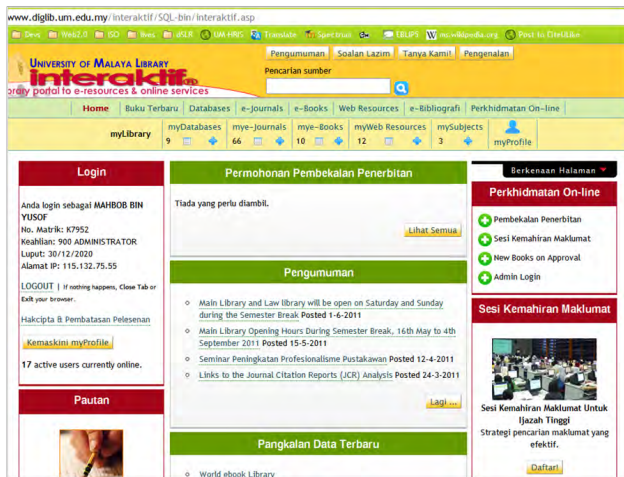 www.diglib.um.edu.my/interaktif/SQL-bin/interaktif.asp
Devs Web2.0 ISO lives dSLR UM HRIS Translate Spectrum EBLIPS mc.wikipedia.org Post to CiteULike
Pengumuman Soalan Lazim Tanya Kami! Pengenalan
UNIVERSITY OF MALAYA LIBRARY
interaktif
Pencarian sumber
rary portal to e-resources & online services
Home Buku Terbaru Databases e-Journals e-Books Web Resources e-Bibliografi Perkhidmatan On-line
myLibrary
myDatabases mye-Journals mye-Books myWeb Resources mySubjects
9 66 10 12 3 myProfile
Login
Anda login sebagai MAHBOB BIN
YUSOF
No. Matrik: K7952
Keahlian: 900 ADMINISTRATOR
Luput: 30/12/2020
Alamat IP: 115.132.75.55
LOGOUT | If nothing happens, Close Tab or
Exit your browser.
Hakcipta & Pembatasan Pelesenan
Kemaskini myProfile
17 active users currently online.
Pautan
Permohonan Pembekalan Penerbitan
Tiada yang perlu diambil.
Lihat Semua
Pengumuman
Main Library and Law library will be open on Saturday and Sunday
during the Semester Break Posted 1-6-2011
Main Library Opening Hours During Semester Break, 16th May to 4th
September 2011 Posted 15-5-2011
Seminar Peningkatan Profesionalisme Pustakawan Posted 12-4-2011
Links to the Journal Citation Reports (JCR) Analysis Posted 24-3-2011
Lagi ...
Pangkalan Data Terbaru
World ebook Library
Berkenaan Halaman
Perkhidmatan On-line
Pembekalan Penerbitan
Sesi Kemahiran Maklumat
New Books on Approval
Admin Login
Sesi Kemahiran Maklumat
Sesi Kemahiran Maklumat Untuk
Ijazah Tinggi
Strategi pencarian maklumat yang
efektif.
Daftar!